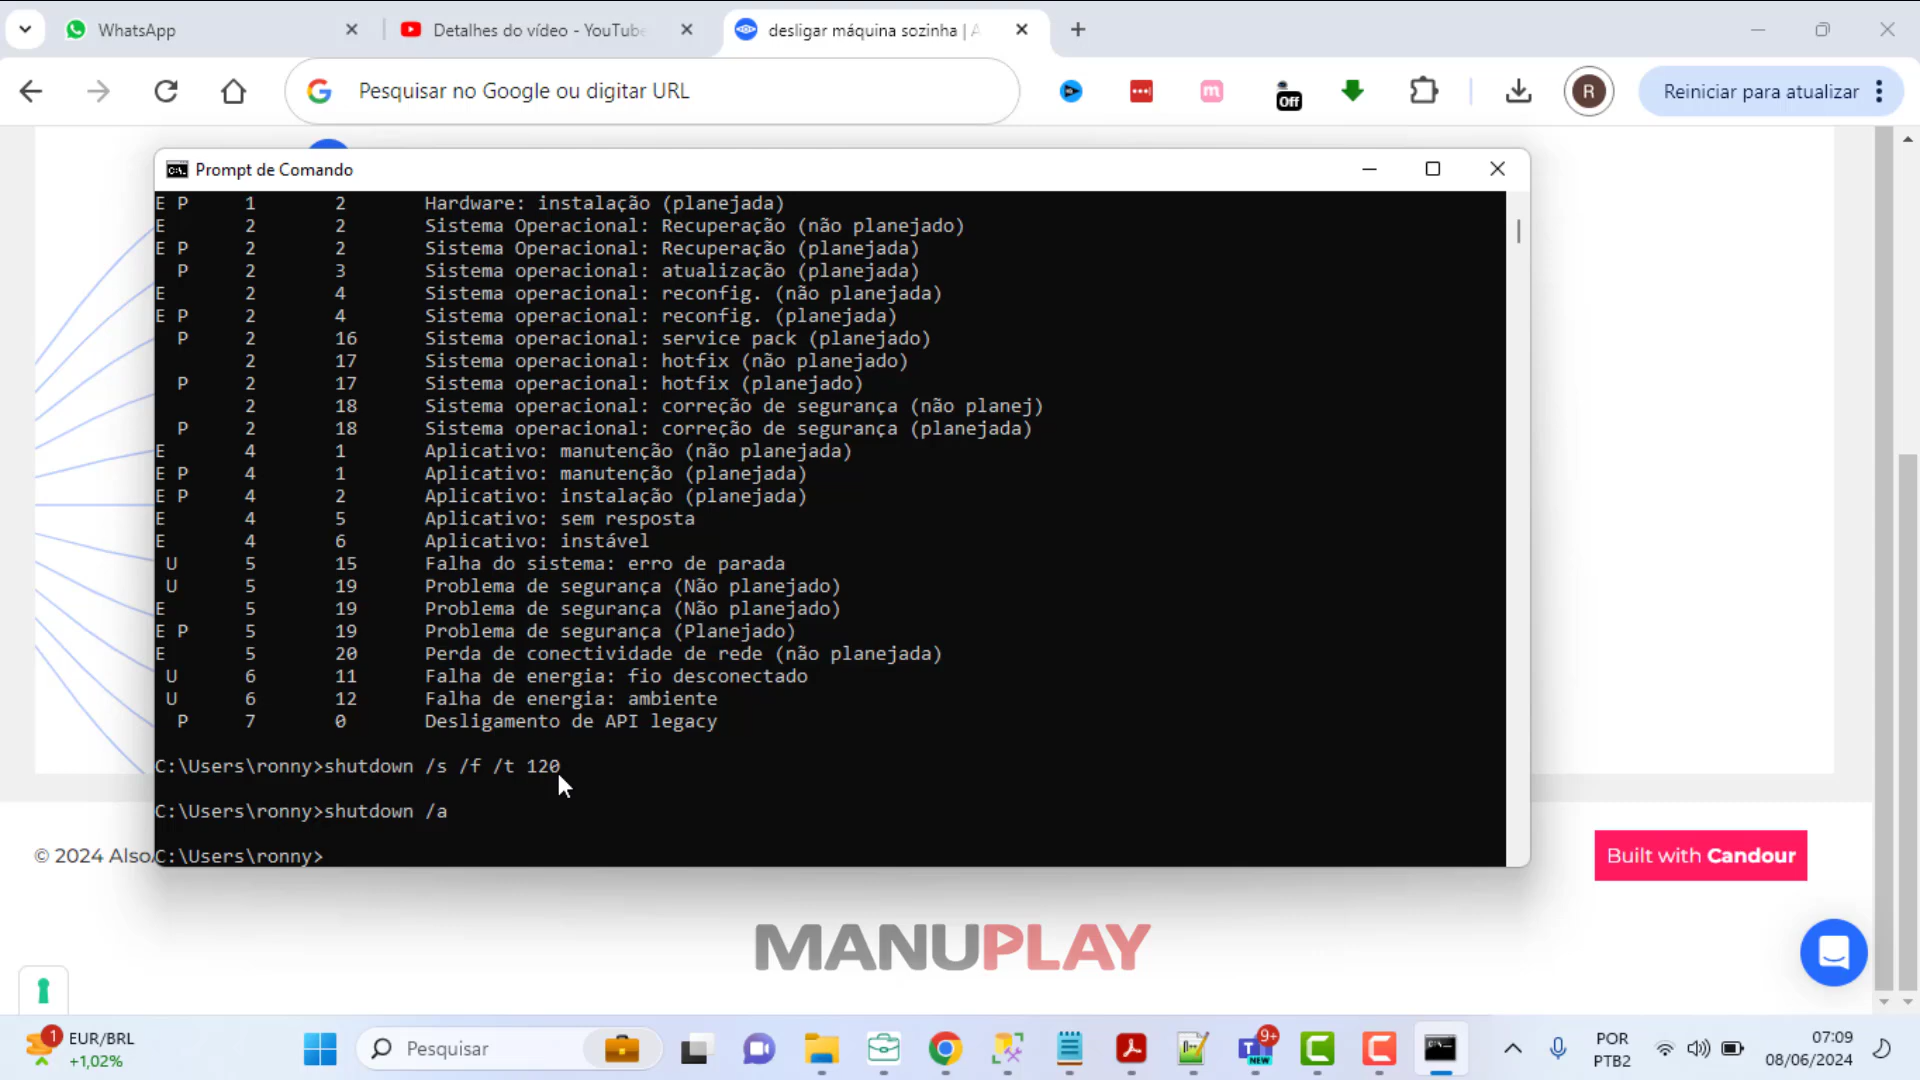 WhatsApp
Detalhes do vídeo - YouTube
desligar máquina sozinha | A
Pesquisar no Google ou digitar URL
Off
R
Reiniciar para atualizar
Prompt de Comando
E P 1 2 Hardware: instalação (planejada)
E 2 2 Sistema Operacional: Recuperação (não planejado)
E P 2 2 Sistema Operacional: Recuperação (planejada)
P 2 3 Sistema operacional: atualização (planejada)
E 2 4 Sistema operacional: reconfig. (não planejada)
E P 2 4 Sistema operacional: reconfig. (planejada)
P 2 16 Sistema operacional: service pack (planejado)
2 17 Sistema operacional: hotfix (não planejado)
P 2 17 Sistema operacional: hotfix (planejado)
2 18 Sistema operacional: correção de segurança (não planej)
P 2 18 Sistema operacional: correção de segurança (planejada)
E 4 1 Aplicativo: manutenção (não planejada)
E P 4 1 Aplicativo: manutenção (planejada)
E P 4 2 Aplicativo: instalação (planejada)
E 4 5 Aplicativo: sem resposta
E 4 6 Aplicativo: instável
U 5 15 Falha do sistema: erro de parada
U 5 19 Problema de segurança (Não planejado)
E 5 19 Problema de segurança (Não planejado)
E P 5 19 Problema de segurança (Planejado)
E 5 20 Perda de conectividade de rede (não planejada)
U 6 11 Falha de energia: fio desconectado
U 6 12 Falha de energia: ambiente
P 7 0 Desligamento de API legacy
C:\Users\ronny>shutdown /s /f /t 120
C:\Users\ronny>shutdown /a
C:\Users\ronny>
© 2024 Also
Built with Candour
MANUPLAY
1
EUR/BRL
+1,02%
Pesquisar
9+
NEW
POR
PTB2
07:09
08/06/2024